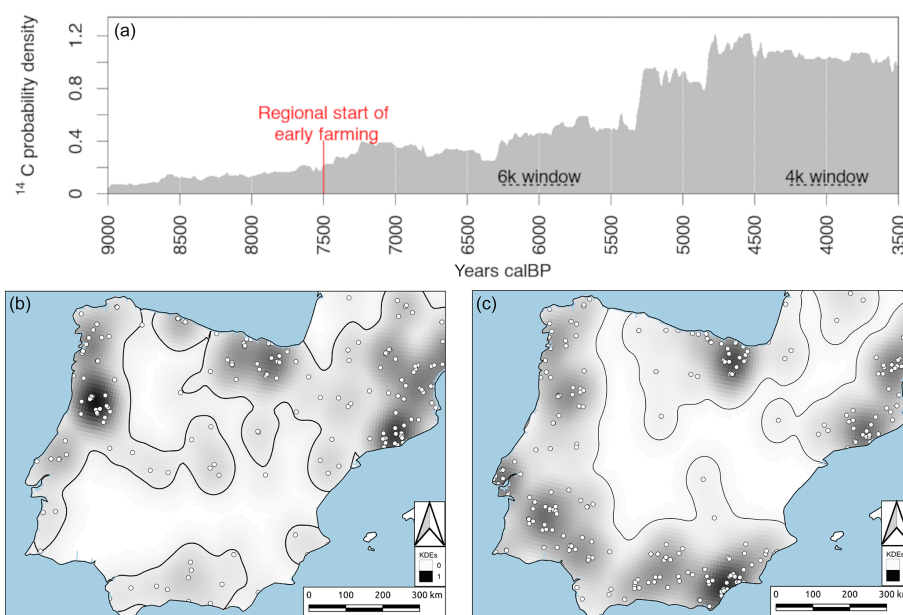 (a)
¹⁴ C probability density
1.2
0.8
0.4
0
Regional start of
early farming
6k window
4k window
9000
8500
8000
7500
7000
6500
6000
5500
5000
4500
4000
3500
Years calBP
(b)
KDEs
0
1
0 100 200 300 km
(c)
KDEs
0
1
0 100 200 300 km